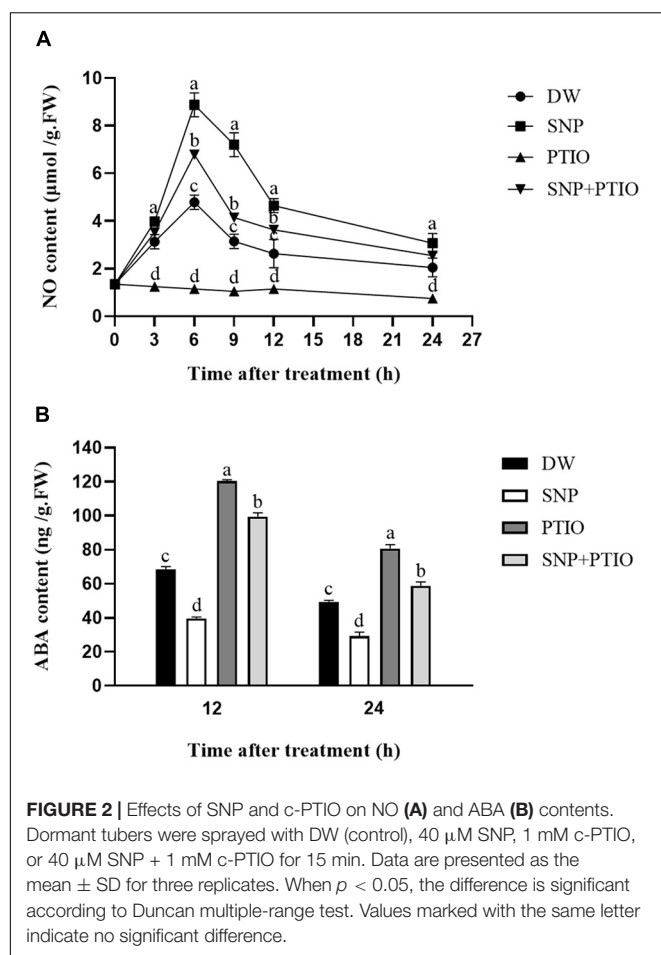 A
NO content (μmol /g.FW)
10
8
6
4
2
0
a
a
a
b
a
c
b
c
b
c
a
d
d
d
d
d
0 3 6 9 12 15 18 21 24 27
Time after treatment (h)
DW
SNP
PTIO
SNP+PTIO
B
ABA content (ng /g.FW)
140
120
100
80
60
40
20
0
c
d
a
b
c
d
a
b
12 24
Time after treatment (h)
DW
SNP
PTIO
SNP+PTIO
FIGURE 2 | Effects of SNP and c-PTIO on NO (A) and ABA (B) contents.
Dormant tubers were sprayed with DW (control), 40 μM SNP, 1 mM c-PTIO,
or 40 μM SNP + 1 mM c-PTIO for 15 min. Data are presented as the
mean ± SD for three replicates. When p < 0.05, the difference is significant
according to Duncan multiple-range test. Values marked with the same letter
indicate no significant difference.